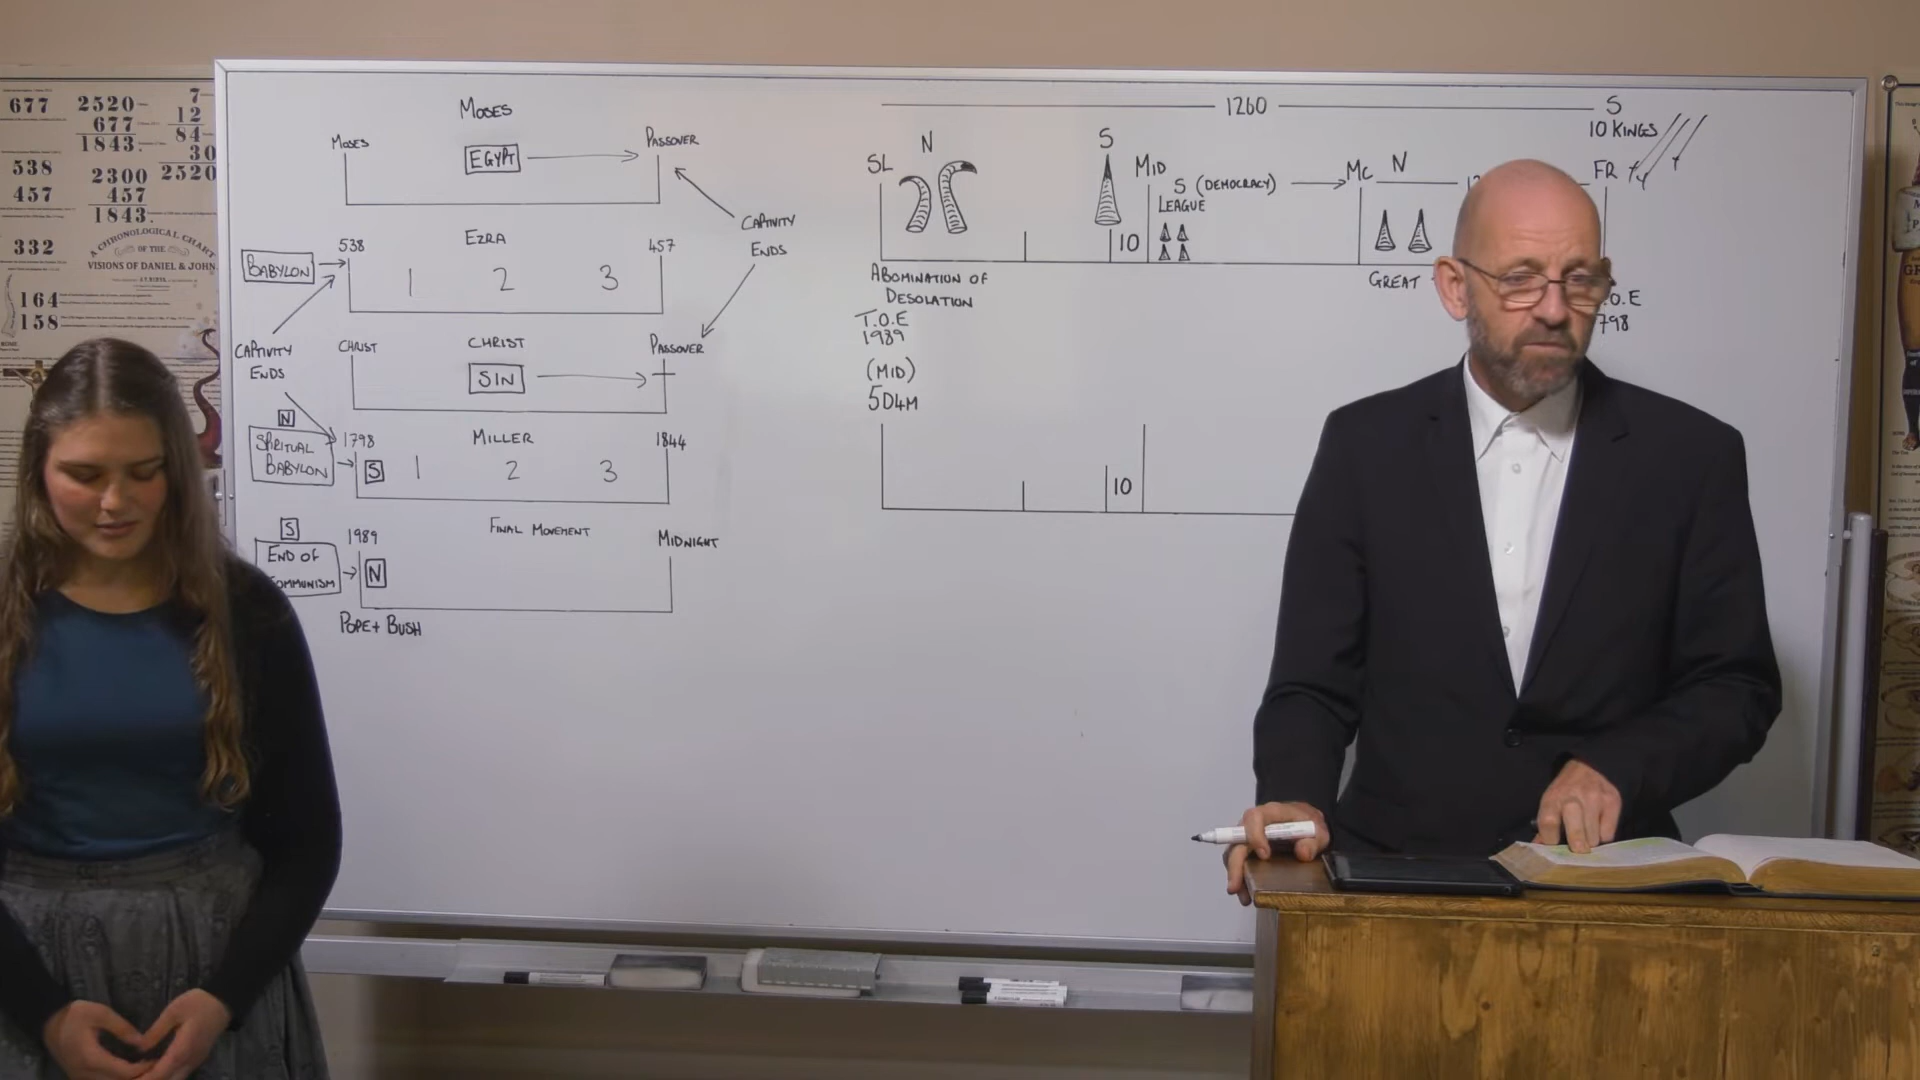 677 2520- 7
677 12
1843. 84
538 30
457 2300 2520
457
1843.
332 A CHRONOLOGICAL CHART
OF THE
VISIONS OF DANIEL & JOHN
164
158
MOSES
MOSES PASSOVER
EGYPT
CAPTIVITY
ENDS
538 EZRA 457
BABYLON
1 2 3
CAPTIVITY
ENDS
CHRIST CHRIST PASSOVER
SIN
N
SPIRITUAL
BABYLON
1798 MILLER 1844
S 1 2 3
S
END OF
COMMUNISM
1989 FINAL MOVEMENT MIDNIGHT
N
POPE + BUSH
1260 S
10 KINGS
SL N S MID MC N FR
S (DEMOCRACY)
LEAGUE
10
ABOMINATION OF
DESOLATION
GREAT
T.O.E
1989
(MID)
5D4M
.O.E
798
10